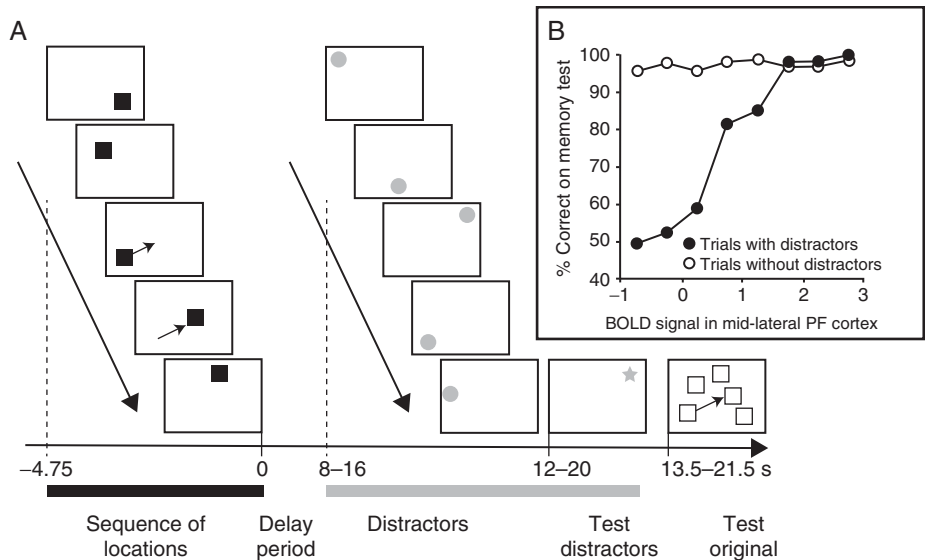 A
B
% Correct on memory test
100
90
80
70
60
50
40
Trials with distractors
Trials without distractors
−1
0
1
2
3
BOLD signal in mid-lateral PF cortex
−4.75
0
8–16
12–20
13.5–21.5 s
Sequence of
locations
Delay
period
Distractors
Test
distractors
Test
original